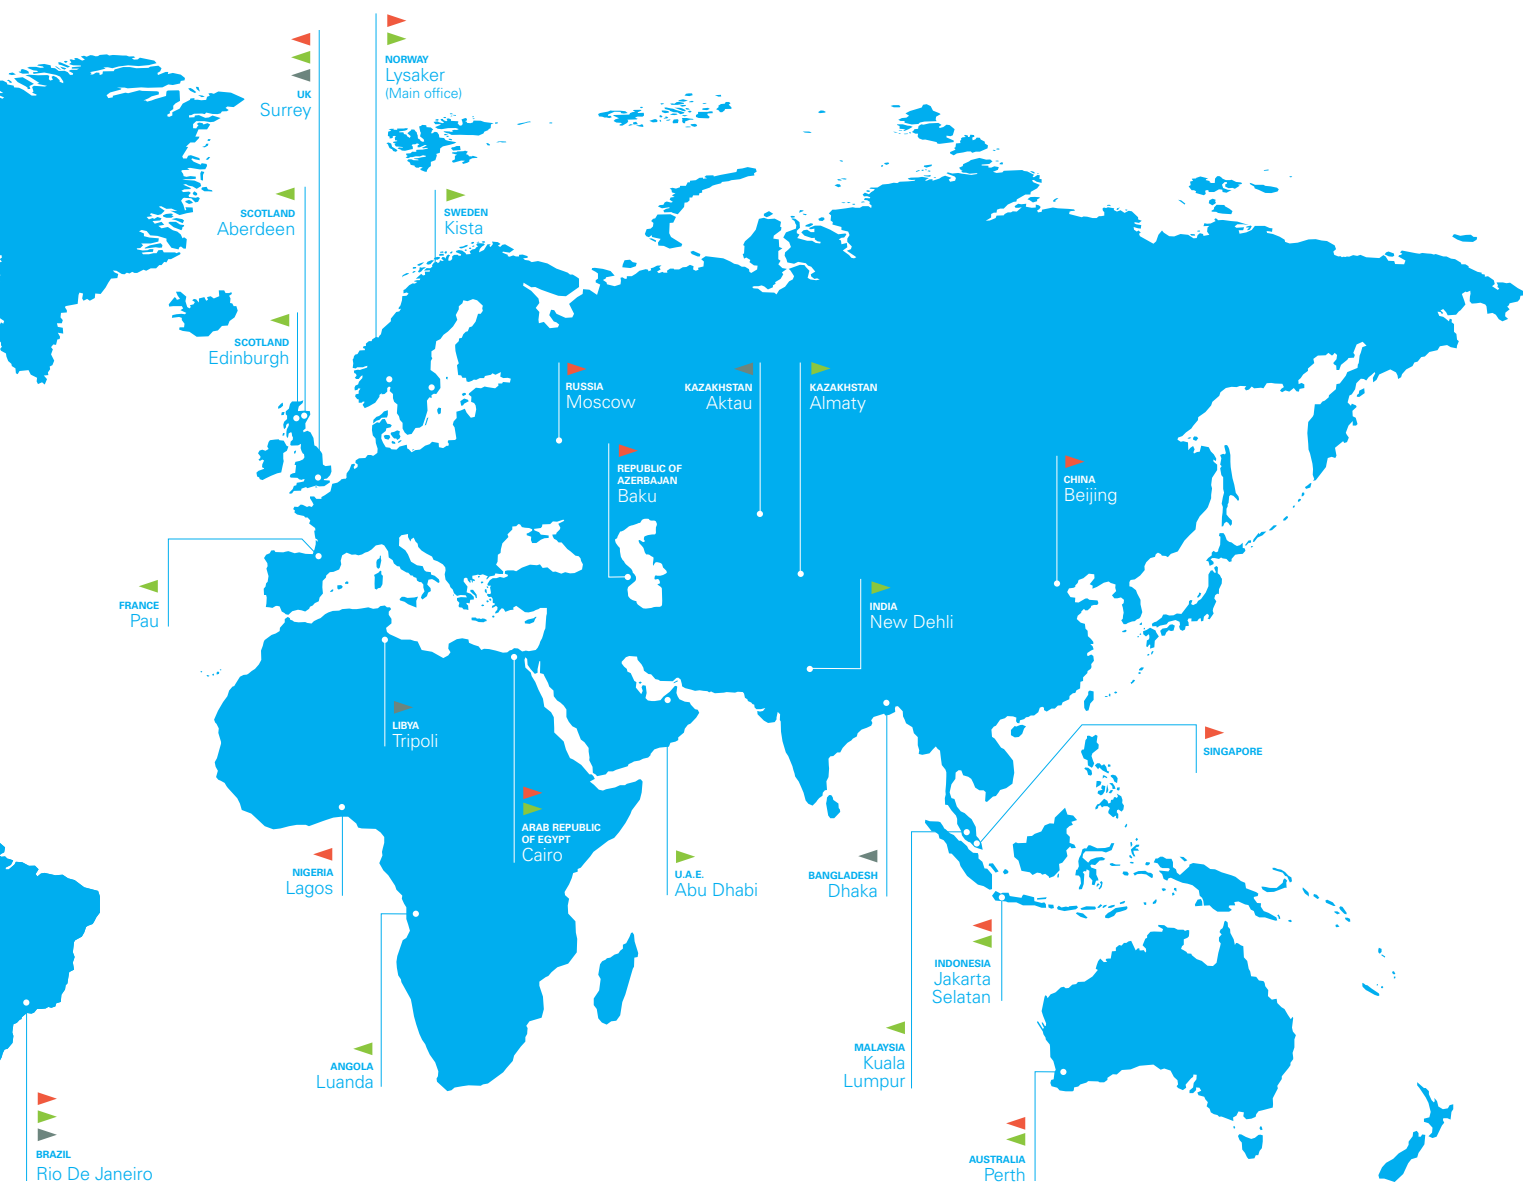 NORWAY
Lysaker
(Main office)
UK
Surrey
SCOTLAND
Aberdeen
SWEDEN
Kista
SCOTLAND
Edinburgh
RUSSIA
Moscow
KAZAKHSTAN
Aktau
KAZAKHSTAN
Almaty
REPUBLIC OF
AZERBAJAN
Baku
CHINA
Beijing
FRANCE
Pau
INDIA
New Dehli
LIBYA
Tripoli
SINGAPORE
ARAB REPUBLIC
OF EGYPT
Cairo
NIGERIA
Lagos
U.A.E.
Abu Dhabi
BANGLADESH
Dhaka
INDONESIA
Jakarta
Selatan
MALAYSIA
Kuala
Lumpur
ANGOLA
Luanda
BRAZIL
Rio De Janeiro
AUSTRALIA
Perth